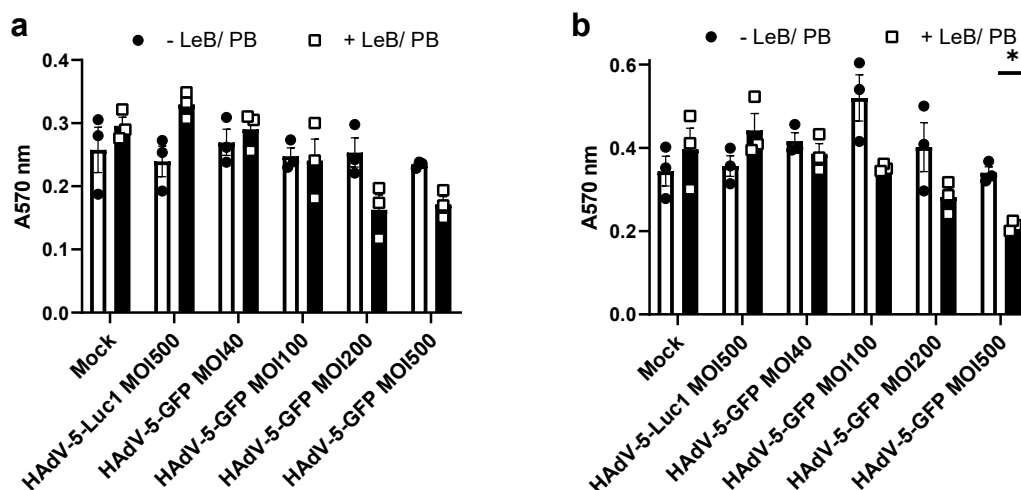 a
- LeB/ PB
+ LeB/ PB
A570 nm
0.4
0.3
0.2
0.1
0.0
Mock
HAdV-5-Luc1 MOI500
HAdV-5-GFP MOI40
HAdV-5-GFP MOI100
HAdV-5-GFP MOI200
HAdV-5-GFP MOI500
b
- LeB/ PB
+ LeB/ PB
*
A570 nm
0.6
0.4
0.2
0.0
Mock
HAdV-5-Luc1 MOI500
HAdV-5-GFP MOI40
HAdV-5-GFP MOI100
HAdV-5-GFP MOI200
HAdV-5-GFP MOI500